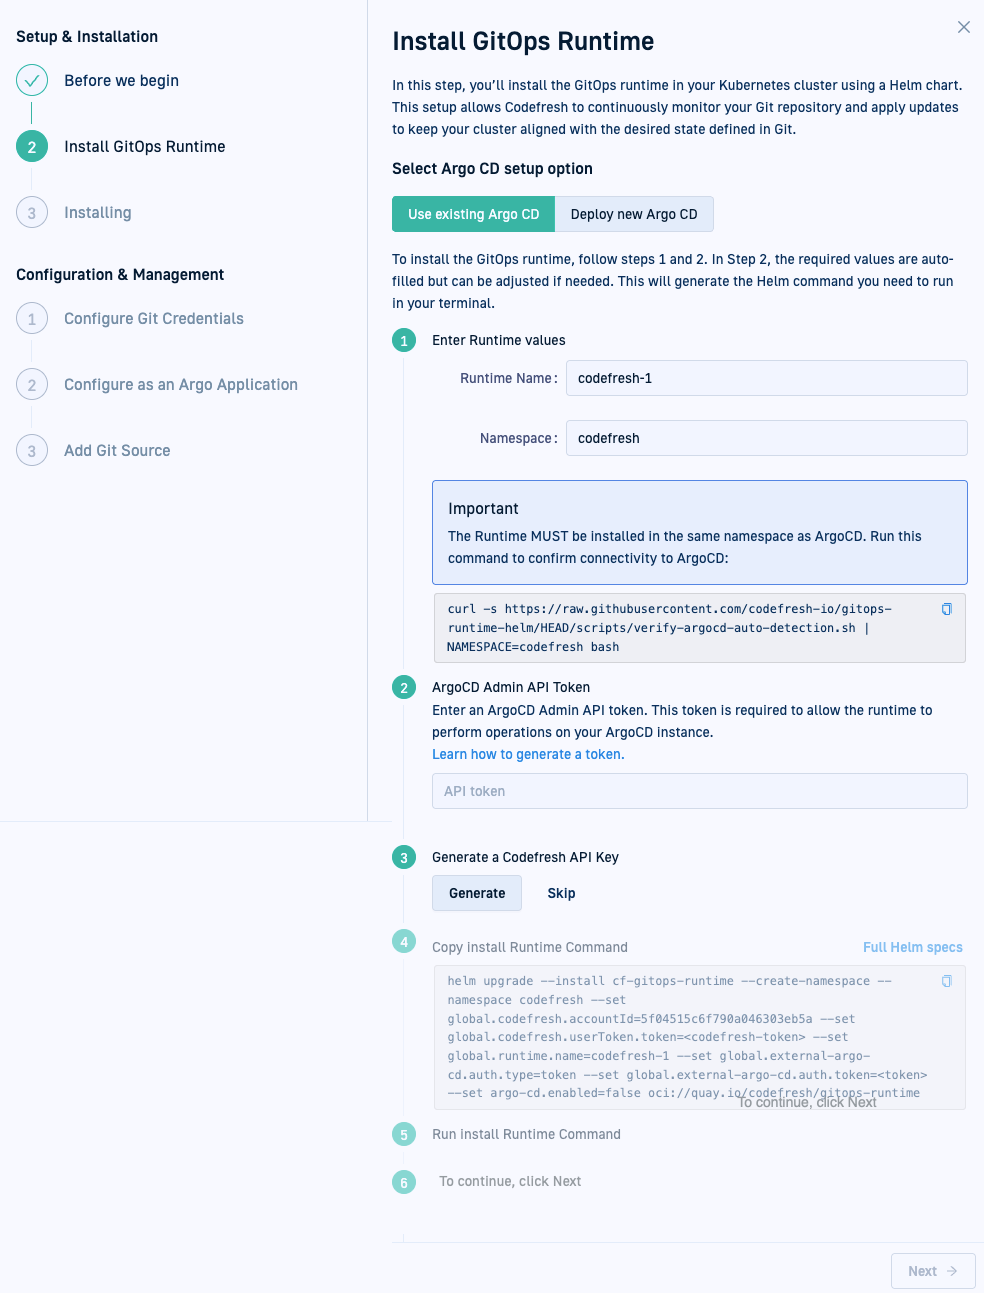 Setup & Installation
Before we begin
2
Install GitOps Runtime
3
Installing
Configuration & Management
1
Configure Git Credentials
2
Configure as an Argo Application
3
Add Git Source
Install GitOps Runtime
In this step, you’ll install the GitOps runtime in your Kubernetes cluster using a Helm chart.
This setup allows Codefresh to continuously monitor your Git repository and apply updates
to keep your cluster aligned with the desired state defined in Git.
Select Argo CD setup option
Use existing Argo CD
Deploy new Argo CD
To install the GitOps runtime, follow steps 1 and 2. In Step 2, the required values are auto-
filled but can be adjusted if needed. This will generate the Helm command you need to run
in your terminal.
1
Enter Runtime values
Runtime Name:
codefresh-1
Namespace:
codefresh
Important
The Runtime MUST be installed in the same namespace as ArgoCD. Run this
command to confirm connectivity to ArgoCD:
curl -s https://raw.githubusercontent.com/codefresh-io/gitops-
runtime-helm/HEAD/scripts/verify-argocd-auto-detection.sh |
NAMESPACE=codefresh bash
2
ArgoCD Admin API Token
Enter an ArgoCD Admin API token. This token is required to allow the runtime to
perform operations on your ArgoCD instance.
Learn how to generate a token.
API token
3
Generate a Codefresh API Key
Generate
Skip
4
Copy install Runtime Command
Full Helm specs
helm upgrade --install cf-gitops-runtime --create-namespace --
namespace codefresh --set
global.codefresh.accountId=5f04515c6f790a046303eb5a --set
global.codefresh.userToken.token=<codefresh-token> --set
global.runtime.name=codefresh-1 --set global.external-argo-
cd.auth.type=token --set global.external-argo-cd.auth.token=<token>
--set argo-cd.enabled=false oci://quay.io/codefresh/gitops-runtime
To continue, click Next
5
Run install Runtime Command
6
To continue, click Next
Next